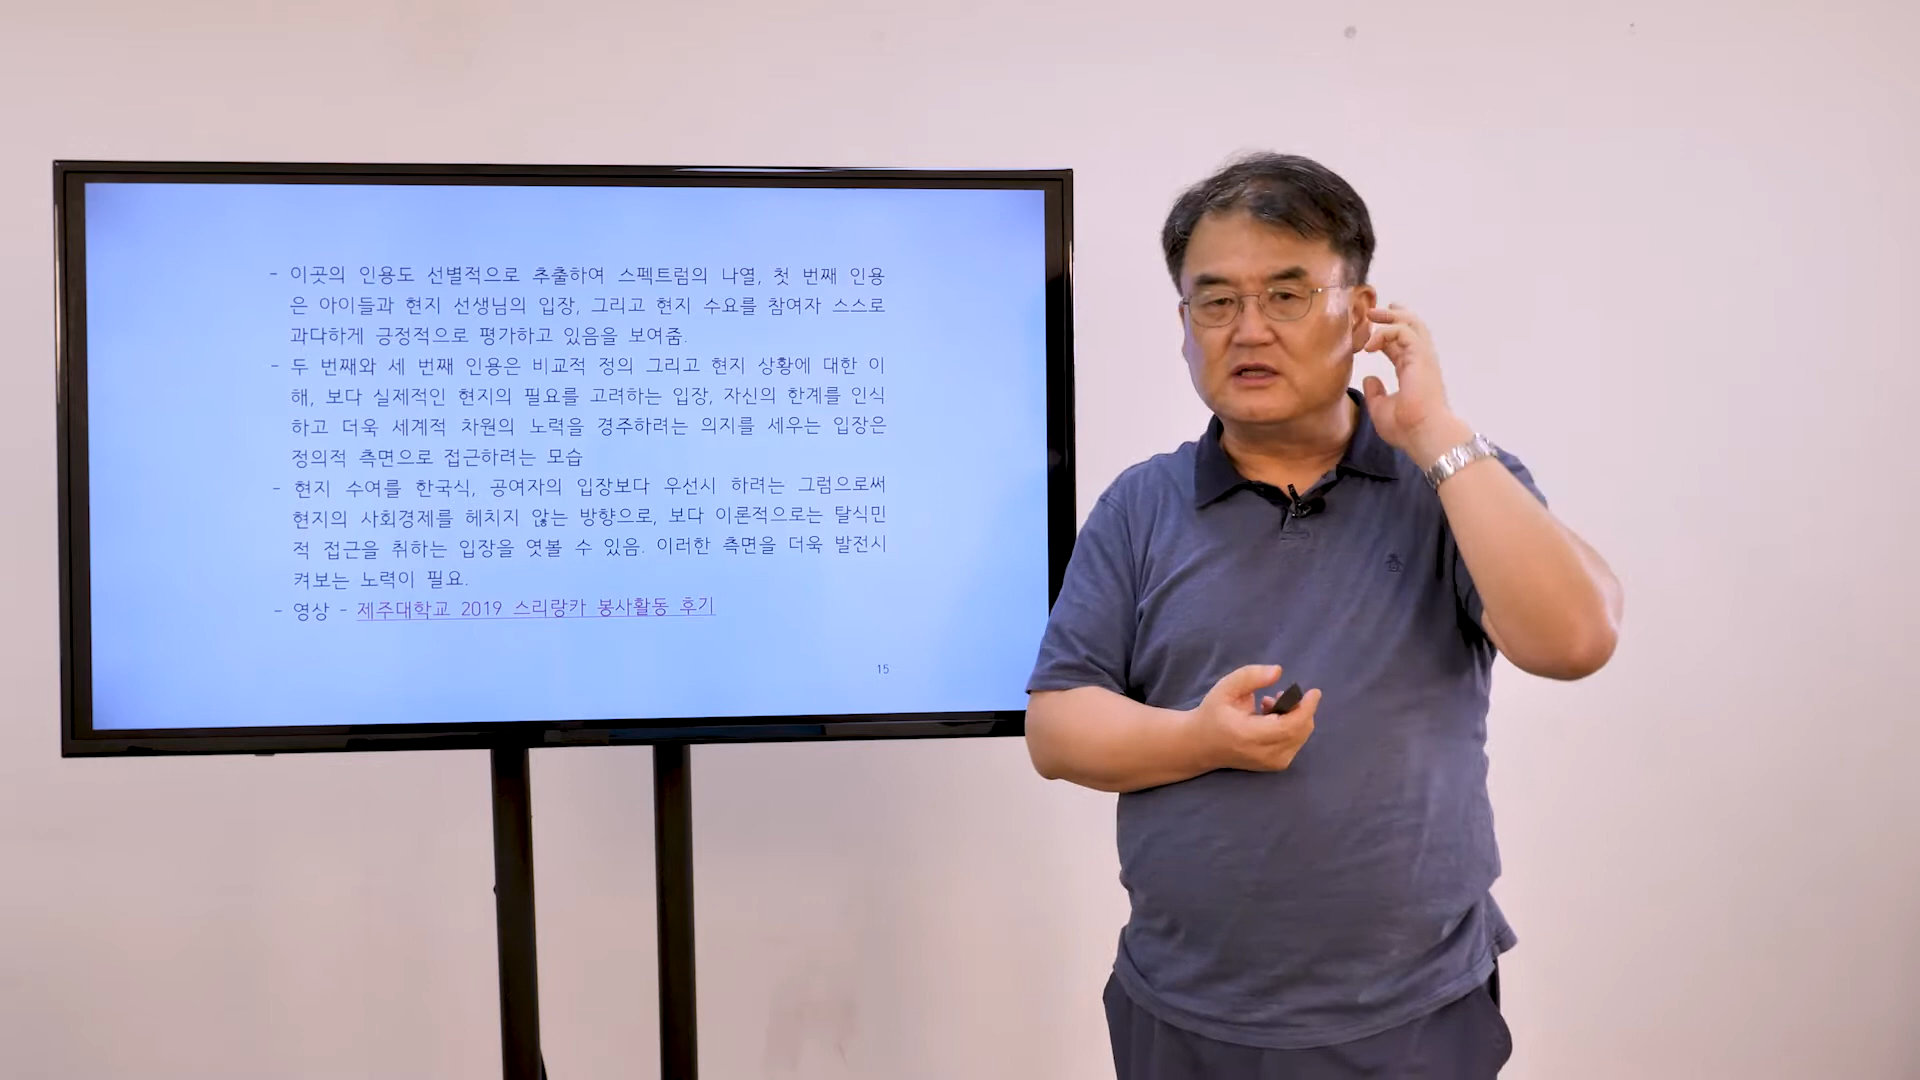 - 이곳의 인용도 선별적으로 추출하여 스펙트럼의 나열, 첫 번째 인용
은 아이들과 현지 선생님의 입장, 그리고 현지 수요를 참여자 스스로
과다하게 긍정적으로 평가하고 있음을 보여줌.
- 두 번째와 세 번째 인용은 비교적 정의 그리고 현지 상황에 대한 이
해, 보다 실제적인 현지의 필요를 고려하는 입장, 자신의 한계를 인식
하고 더욱 세계적 차원의 노력을 경주하려는 의지를 세우는 입장은
정의적 측면으로 접근하려는 모습
- 현지 수여를 한국식, 공여자의 입장보다 우선시 하려는 그럼으로써
현지의 사회경제를 헤치지 않는 방향으로, 보다 이론적으로는 탈식민
적 접근을 취하는 입장을 엿볼 수 있음. 이러한 측면을 더욱 발전시
켜보는 노력이 필요.
- 영상 - 제주대학교 2019 스리랑카 봉사활동 후기
15